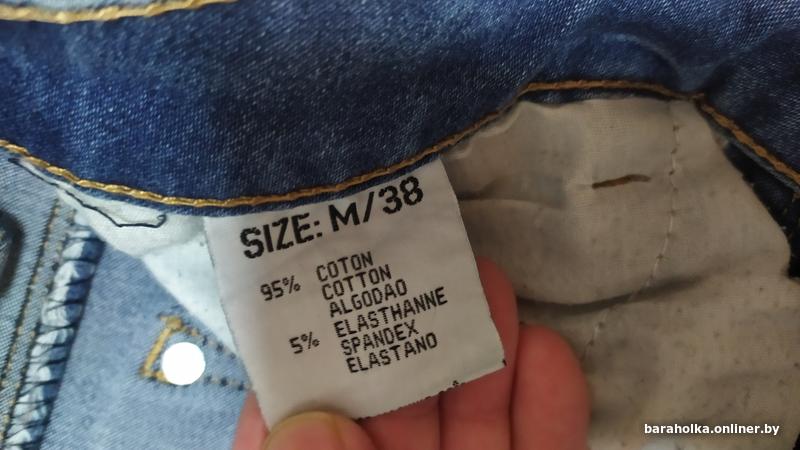 SIZE: M/38
95% COTON
COTTON
ALGODAO
5% ELASTHANNE
SPANDEX
ELASTANO
baraholka.onliner.by